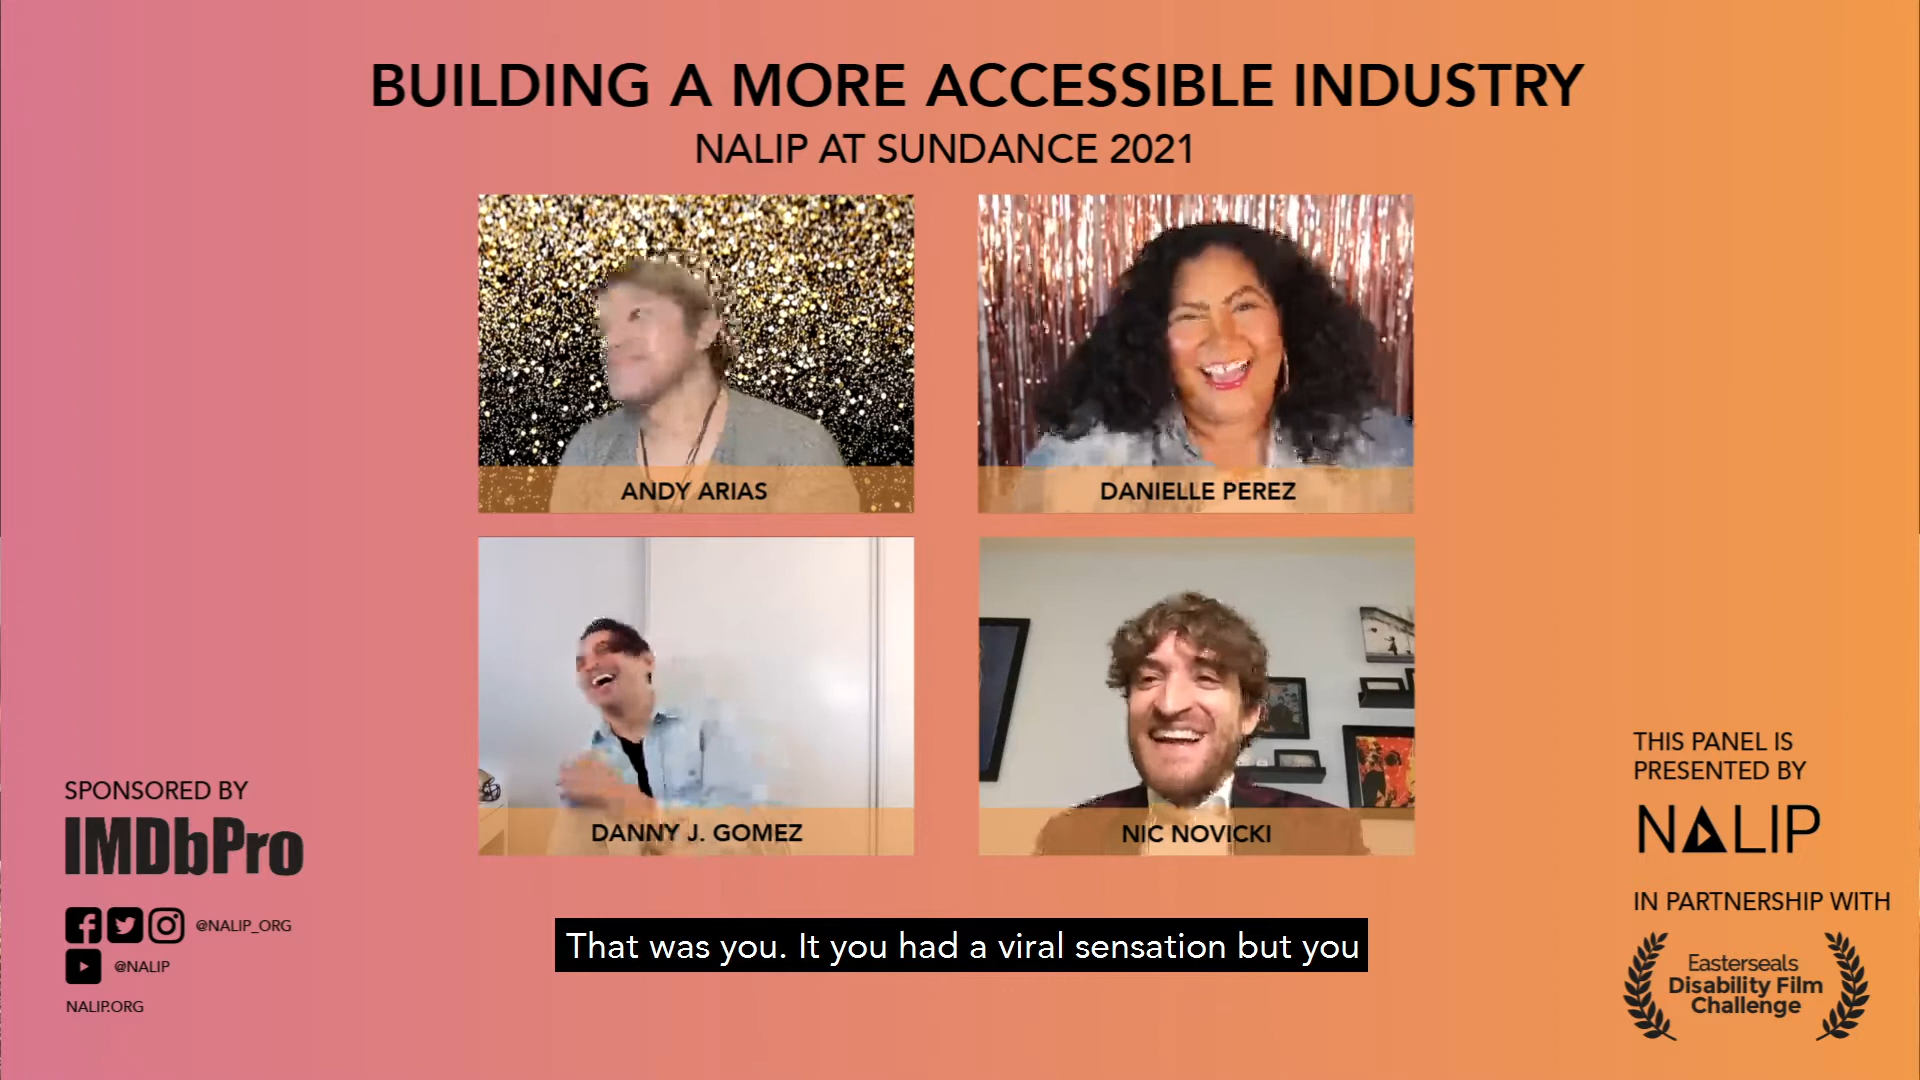 BUILDING A MORE ACCESSIBLE INDUSTRY
NALIP AT SUNDANCE 2021
ANDY ARIAS
DANIELLE PEREZ
DANNY J. GOMEZ
NIC NOVICKI
SPONSORED BY
IMDbPro
@NALIP_ORG
@NALIP
NALIP.ORG
That was you. It you had a viral sensation but you
THIS PANEL IS
PRESENTED BY
NALIP
IN PARTNERSHIP WITH
Easterseals
Disability Film
Challenge